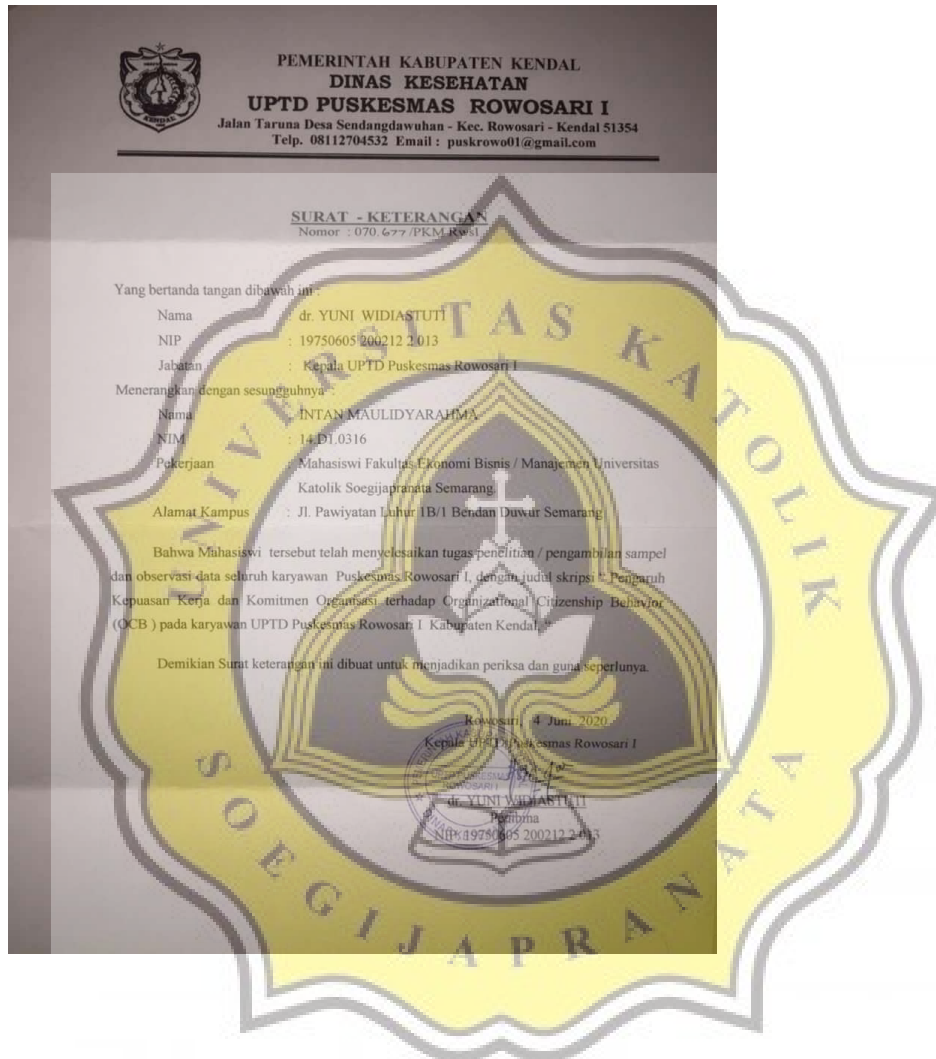 PEMERINTAH KABUPATEN KENDAL
DINAS KESEHATAN
UPTD PUSKESMAS ROWOSARI I
Jalan Taruna Desa Sendangdawuhan - Kec. Rowosari - Kendal 51354
Telp. 08112704532 Email : puskrowo01@gmail.com
KENDAL
SURAT - KETERANGAN
Nomor : 070.677/PKM.RwsI
Yang bertanda tangan dibawah ini :
Nama : dr. YUNI WIDIASTUTI
NIP : 19750605 200212 2 013
Jabatan : Kepala UPTD Puskesmas Rowosari I
Menerangkan dengan sesungguhnya :
Nama : INTAN MAULIDYARAHMA
NIM : 14.D1.0316
Pekerjaan : Mahasiswi Fakultas Ekonomi Bisnis / Manajemen Universitas
Katolik Soegijapranata Semarang
Alamat Kampus : Jl. Pawiyatan Luhur 1B/1 Bendan Duwur Semarang
Bahwa Mahasiswi tersebut telah menyelesaikan tugas penelitian / pengambilan sampel
dan observasi data seluruh karyawan Puskesmas Rowosari I, dengan judul skripsi " Pengaruh
Kepuasan Kerja dan Komitmen Organisasi terhadap Organizational Citizenship Behavior
(OCB ) pada karyawan UPTD Puskesmas Rowosari I Kabupaten Kendal. "
Demikian Surat keterangan ini dibuat untuk menjadikan periksa dan guna seperlunya.
Rowosari, 4 Juni 2020
Kepala UPTD Puskesmas Rowosari I
dr. YUNI WIDIASTUTI
Pembina
NIP. 19750605 200212 2 013
UNIVERSITAS KATOLIK
SOEGIJAPRANATA